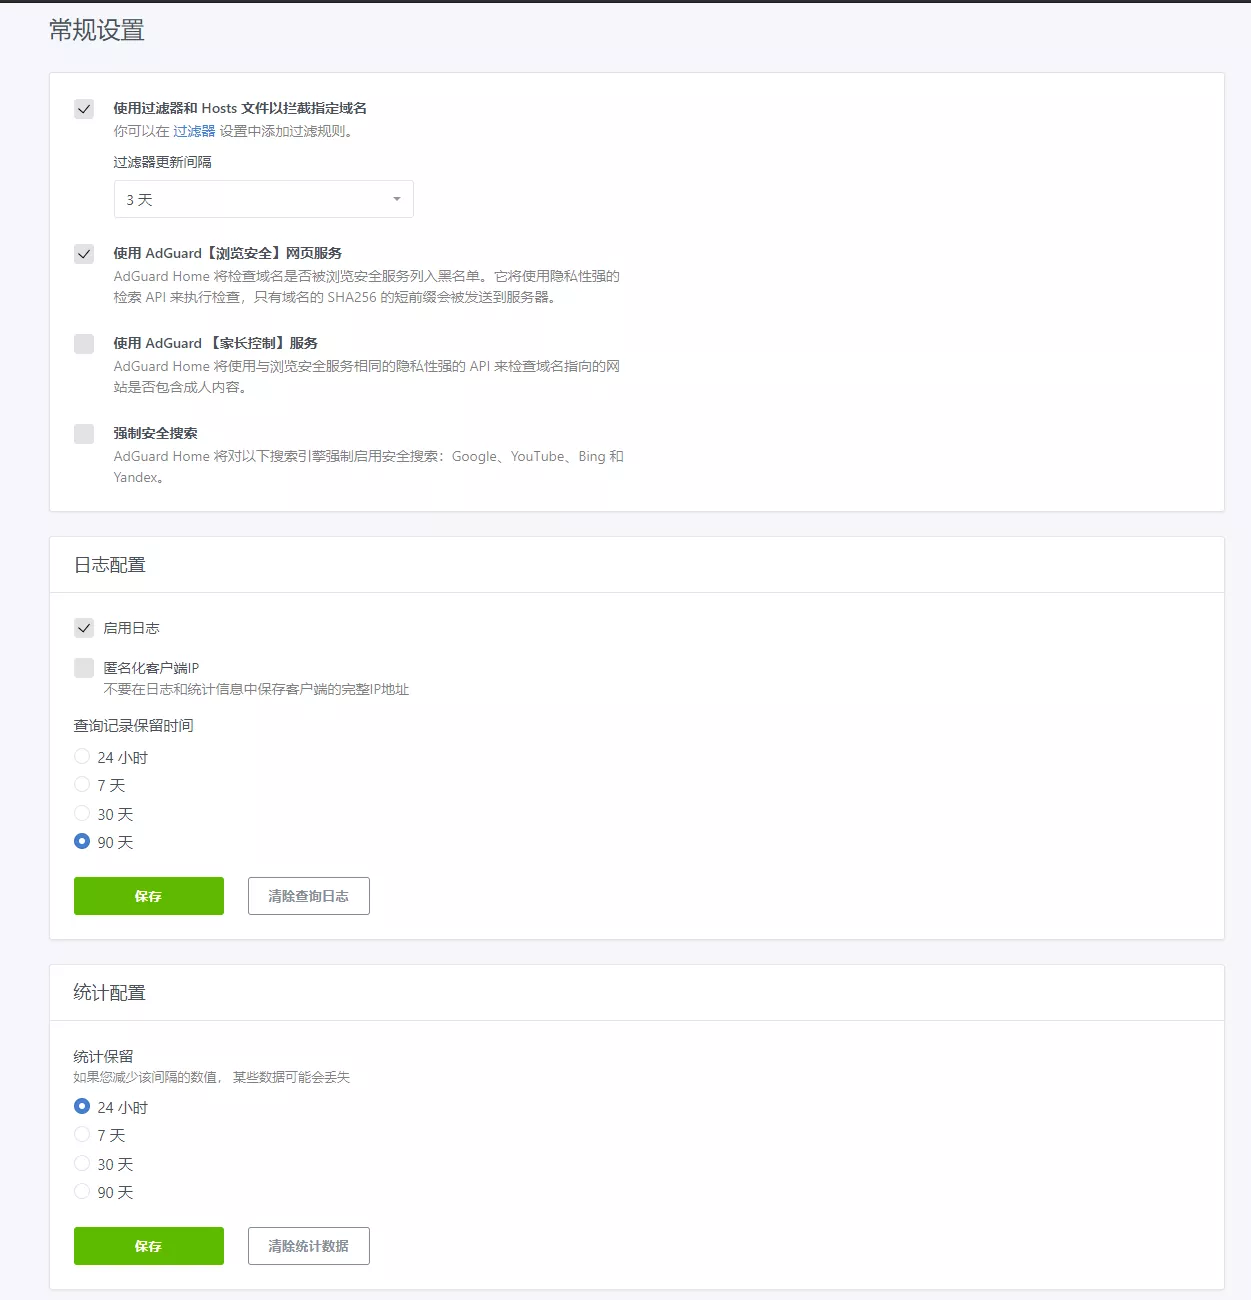 常规设置
使用过滤器和 Hosts 文件以拦截指定域名
你可以在 过滤器 设置中添加过滤规则。
过滤器更新间隔
3 天
使用 AdGuard【浏览安全】网页服务
AdGuard Home 将检查域名是否被浏览安全服务列入黑名单。它将使用隐私性强的
检索 API 来执行检查，只有域名的 SHA256 的短前缀会被发送到服务器。
使用 AdGuard 【家长控制】服务
AdGuard Home 将使用与浏览安全服务相同的隐私性强的 API 来检查域名指向的网
站是否包含成人内容。
强制安全搜索
AdGuard Home 将对以下搜索引擎强制启用安全搜索：Google、YouTube、Bing 和
Yandex。
日志配置
启用日志
匿名化客户端IP
不要在日志和统计信息中保存客户端的完整IP地址
查询记录保留时间
24 小时
7 天
30 天
90 天
保存 清除查询日志
统计配置
统计保留
如果您减少该间隔的数值， 某些数据可能会丢失
24 小时
7 天
30 天
90 天
保存 清除统计数据